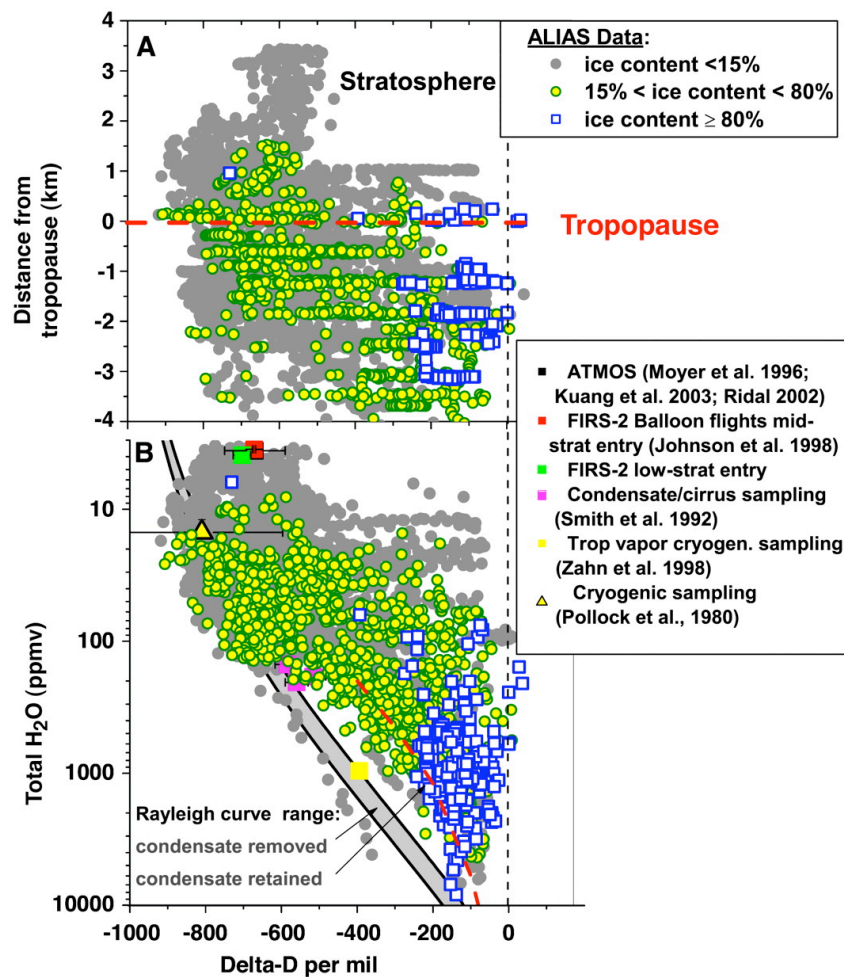 A
Stratosphere
ALIAS Data:
ice content <15%
15% < ice content < 80%
ice content ≥ 80%
4
3
2
1
0
-1
-2
-3
-4
Distance from
tropopause (km)
Tropopause
ATMOS (Moyer et al. 1996;
Kuang et al. 2003; Ridal 2002)
FIRS-2 Balloon flights mid-
strat entry (Johnson et al. 1998)
FIRS-2 low-strat entry
Condensate/cirrus sampling
(Smith et al. 1992)
Trop vapor cryogen. sampling
(Zahn et al. 1998)
Cryogenic sampling
(Pollock et al., 1980)
B
10
100
1000
10000
Total H₂O (ppmv)
Rayleigh curve range:
condensate removed
condensate retained
-1000 -800 -600 -400 -200 0
Delta-D per mil